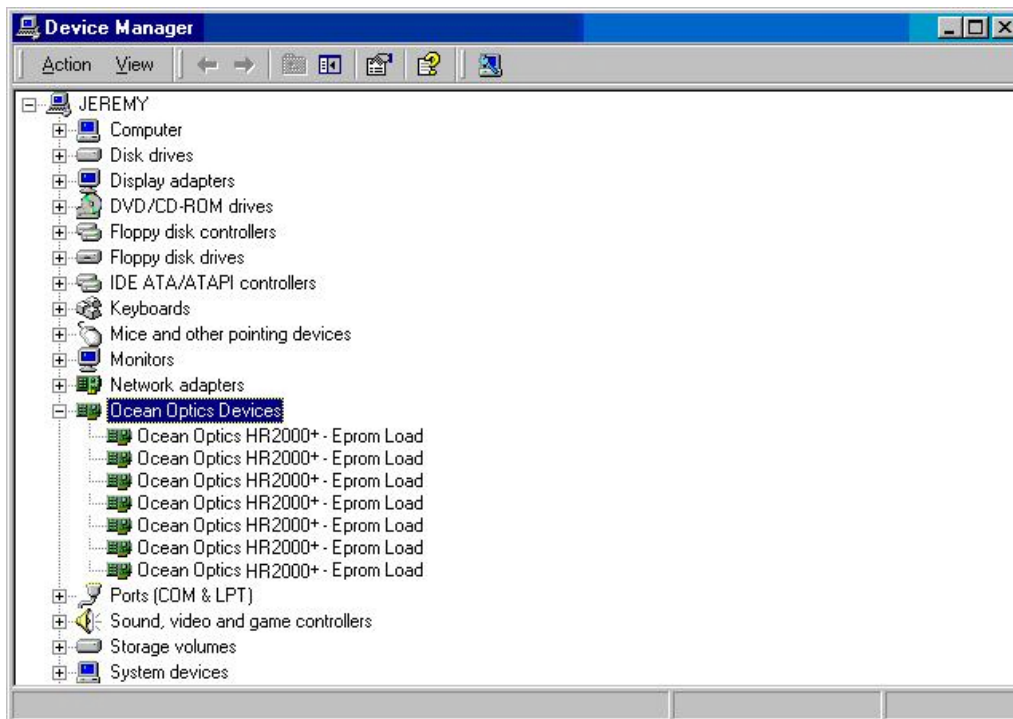 Device Manager
Action View
JEREMY
Computer
Disk drives
Display adapters
DVD/CD-ROM drives
Floppy disk controllers
Floppy disk drives
IDE ATA/ATAPI controllers
Keyboards
Mice and other pointing devices
Monitors
Network adapters
Ocean Optics Devices
Ocean Optics HR2000+ - Eprom Load
Ocean Optics HR2000+ - Eprom Load
Ocean Optics HR2000+ - Eprom Load
Ocean Optics HR2000+ - Eprom Load
Ocean Optics HR2000+ - Eprom Load
Ocean Optics HR2000+ - Eprom Load
Ocean Optics HR2000+ - Eprom Load
Ports (COM & LPT)
Sound, video and game controllers
Storage volumes
System devices